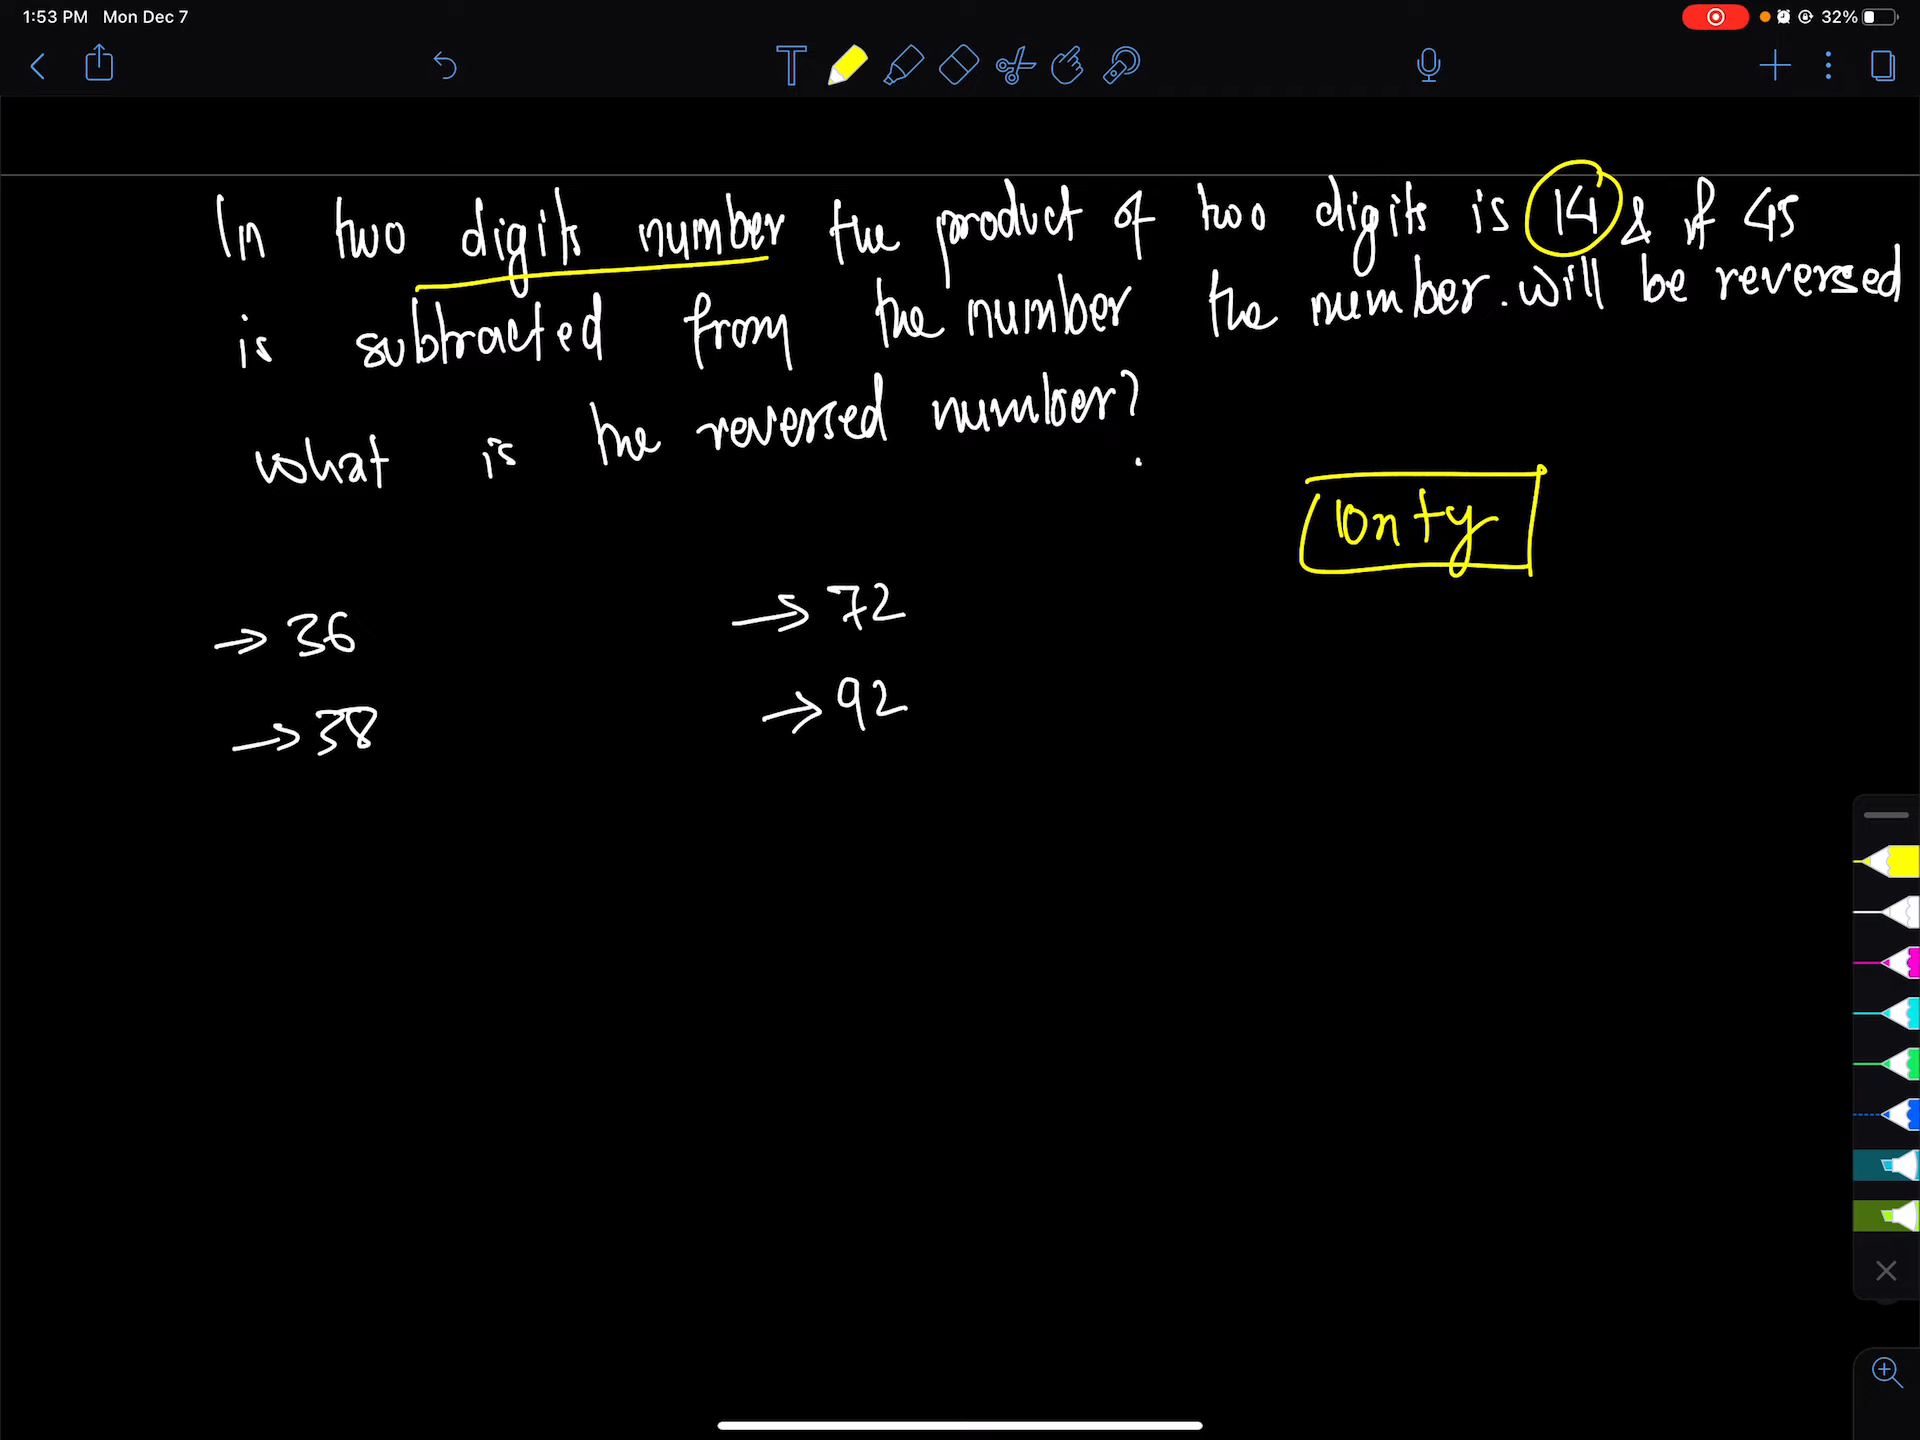 1:53 PM Mon Dec 7
32%
In two digits number the product of two digits is 14 & if 45
is subtracted from the number the number. will be reversed
what is the reversed number?
10x+y
→ 36
→ 72
→ 38
→ 92